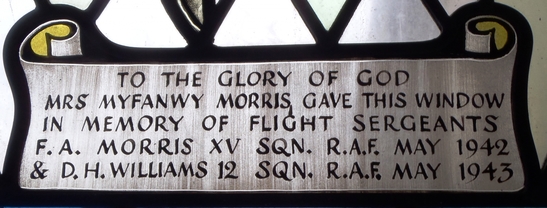 TO THE GLORY OF GOD
MRS MYFANWY MORRIS GAVE THIS WINDOW
IN MEMORY OF FLIGHT SERGEANTS
F. A. MORRIS XV SQN. R.A.F. MAY 1942
& D. H. WILLIAMS 12 SQN. R.A.F. MAY 1943